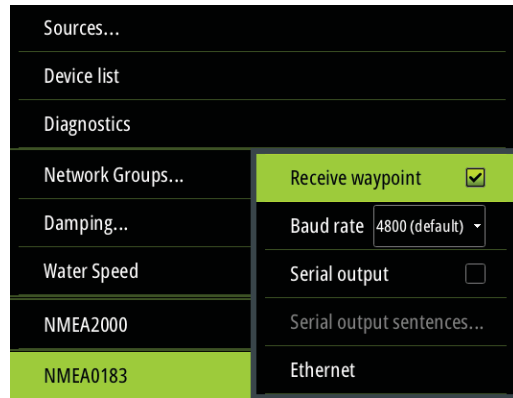 Sources...
Device list
Diagnostics
Network Groups...
Damping...
Water Speed
NMEA2000
NMEA0183
Receive waypoint
Baud rate 4800 (default)
Serial output
Serial output sentences...
Ethernet